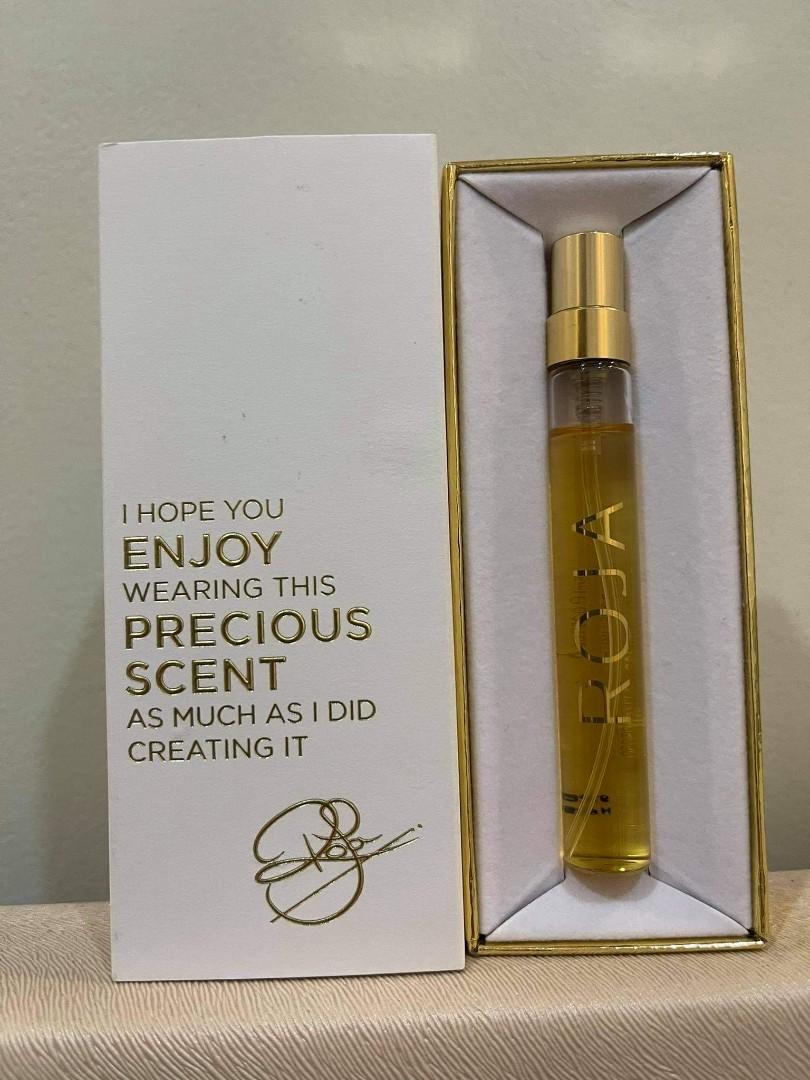 I HOPE YOU
ENJOY
WEARING THIS
PRECIOUS
SCENT
AS MUCH AS I DID
CREATING IT
ROJA